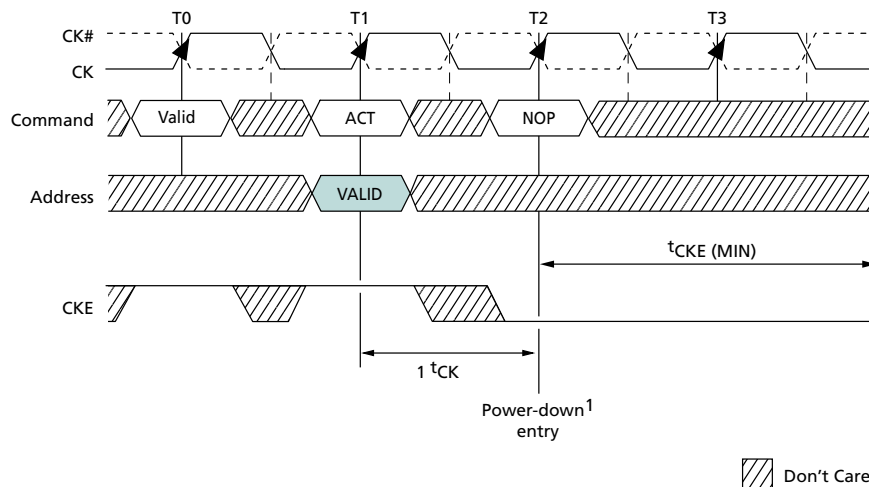 T0 T1 T2 T3
CK#
CK
Command Valid ACT NOP
Address VALID
tCKE (MIN)
CKE
1 tCK
Power-down1
entry
Don't Care